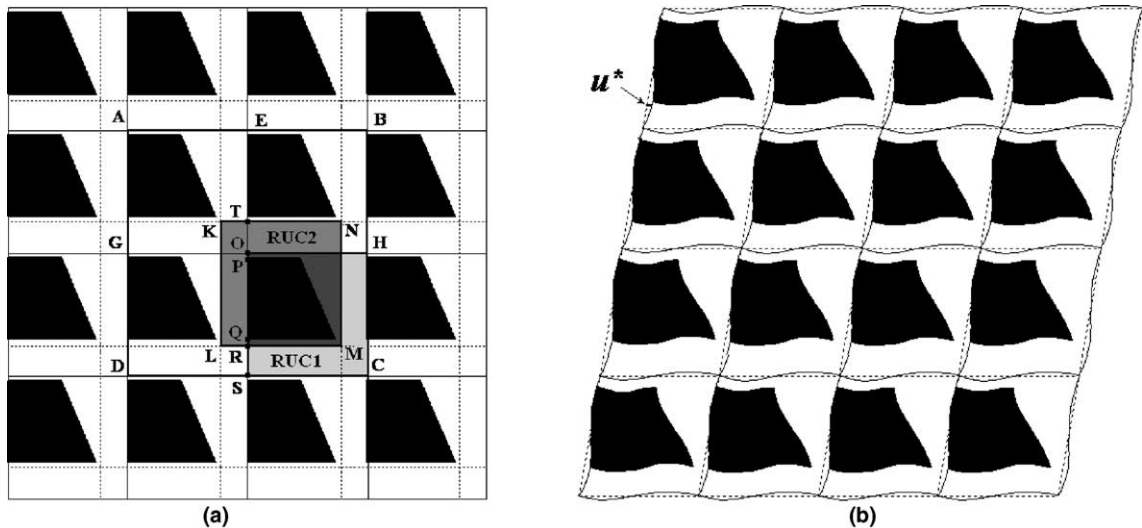 A E B
u*
T
K N
RUC2
G O H
P
Q
D L R M C
RUC1
S
(a) (b)